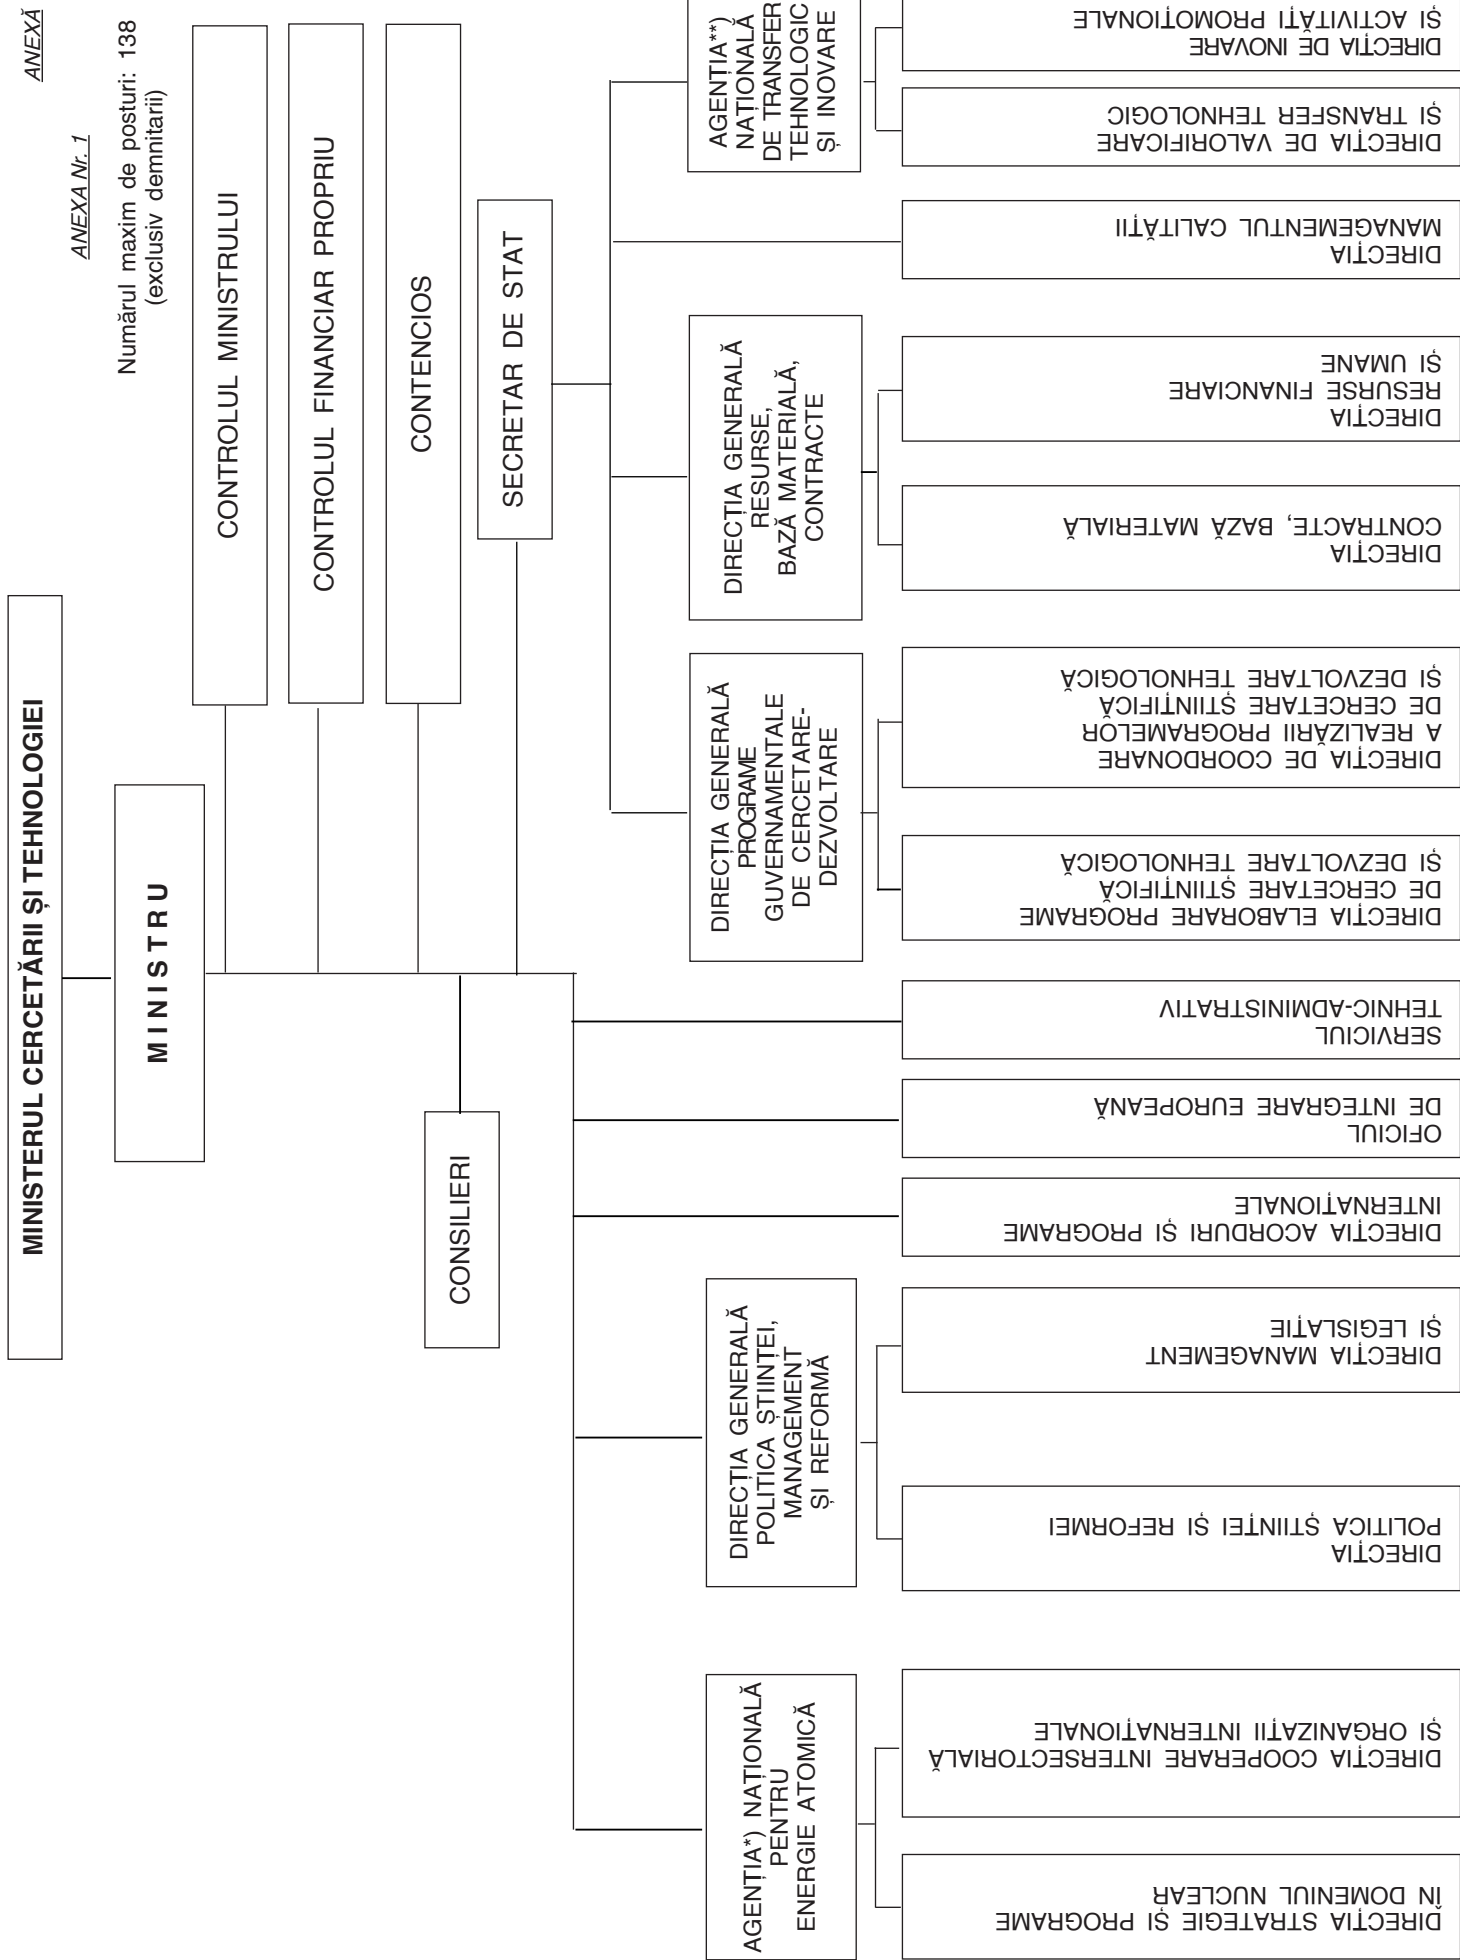 ANEXĂ
ANEXA Nr. 1
Numărul maxim de posturi: 138
(exclusiv demnitarii)
MINISTERUL CERCETĂRII ȘI TEHNOLOGIEI
MINISTRU
CONTROLUL MINISTRULUI
CONTROLUL FINANCIAR PROPRIU
CONTENCIOS
CONSILIERI
SECRETAR DE STAT
AGENȚIA*) NAȚIONALĂ
PENTRU
ENERGIE ATOMICĂ
DIRECȚIA GENERALĂ
POLITICA ȘTIINȚEI,
MANAGEMENT
ȘI REFORMĂ
DIRECȚIA GENERALĂ
PROGRAME
GUVERNAMENTALE
DE CERCETARE-
DEZVOLTARE
DIRECȚIA GENERALĂ
RESURSE,
BAZĂ MATERIALĂ,
CONTRACTE
AGENȚIA**)
NAȚIONALĂ
DE TRANSFER
TEHNOLOGIC
ȘI INOVARE
DIRECȚIA STRATEGIE ȘI PROGRAME
ÎN DOMENIUL NUCLEAR
DIRECȚIA COOPERARE INTERSECTORIALĂ
ȘI ORGANIZAȚII INTERNAȚIONALE
DIRECȚIA
POLITICA ȘTIINȚEI ȘI REFORMEI
DIRECȚIA MANAGEMENT
ȘI LEGISLAȚIE
DIRECȚIA ACORDURI ȘI PROGRAME
INTERNAȚIONALE
OFICIUL
DE INTEGRARE EUROPEANĂ
SERVICIUL
TEHNIC-ADMINISTRATIV
DIRECȚIA ELABORARE PROGRAME
DE CERCETARE ȘTIINȚIFICĂ
ȘI DEZVOLTARE TEHNOLOGICĂ
DIRECȚIA DE COORDONARE
A REALIZĂRII PROGRAMELOR
DE CERCETARE ȘTIINȚIFICĂ
ȘI DEZVOLTARE TEHNOLOGICĂ
DIRECȚIA
CONTRACTE, BAZĂ MATERIALĂ
DIRECȚIA
RESURSE FINANCIARE
ȘI UMANE
DIRECȚIA
MANAGEMENTUL CALITĂȚII
DIRECȚIA DE VALORIFICARE
ȘI TRANSFER TEHNOLOGIC
DIRECȚIA DE INOVARE
ȘI ACTIVITĂȚI PROMOȚIONALE